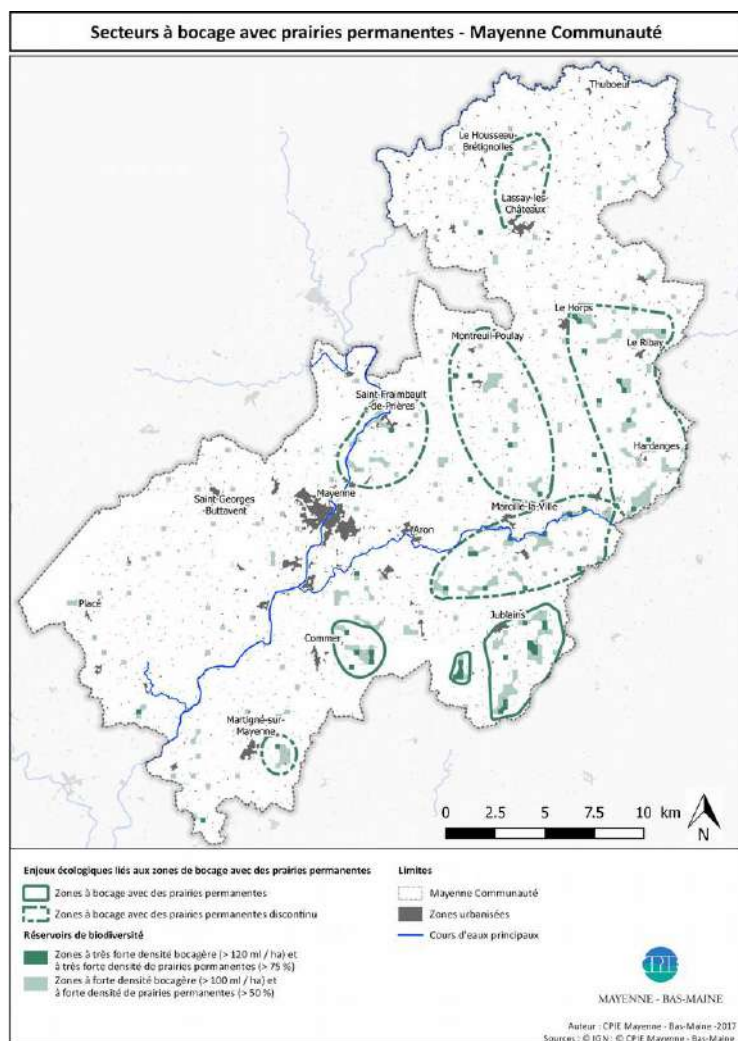 Secteurs à bocage avec prairies permanentes - Mayenne Communauté
Thuboeuf
Le Housseau-
Brétignolles
Lassay-les-
Châteaux
Le Horps
Montreuil-Poulay
Le Ribay
Saint-Fraimbault
-de-Prières
Hardanges
Saint-Georges
-Buttavent
Mayenne
Marcillé-la-Ville
Aron
Placé
Jublains
Commer
Martigné-sur-
Mayenne
0 2.5 5 7.5 10 km
N
Enjeux écologiques liés aux zones de bocage avec des prairies permanentes
Zones à bocage avec des prairies permanentes
Zones à bocage avec des prairies permanentes discontinu
Réservoirs de biodiversité
Zones à très forte densité bocagère (> 120 ml / ha) et
à très forte densité de prairies permanentes (> 75 %)
Zones à forte densité bocagère (> 100 ml / ha) et
à forte densité de prairies permanentes (> 50 %)
Limites
Mayenne Communauté
Zones urbanisées
Cours d'eaux principaux
CPIE
MAYENNE - BAS-MAINE
Auteur : CPIE Mayenne - Bas-Maine -2017
Sources : © IGN ; © CPIE Mayenne - Bas-Maine